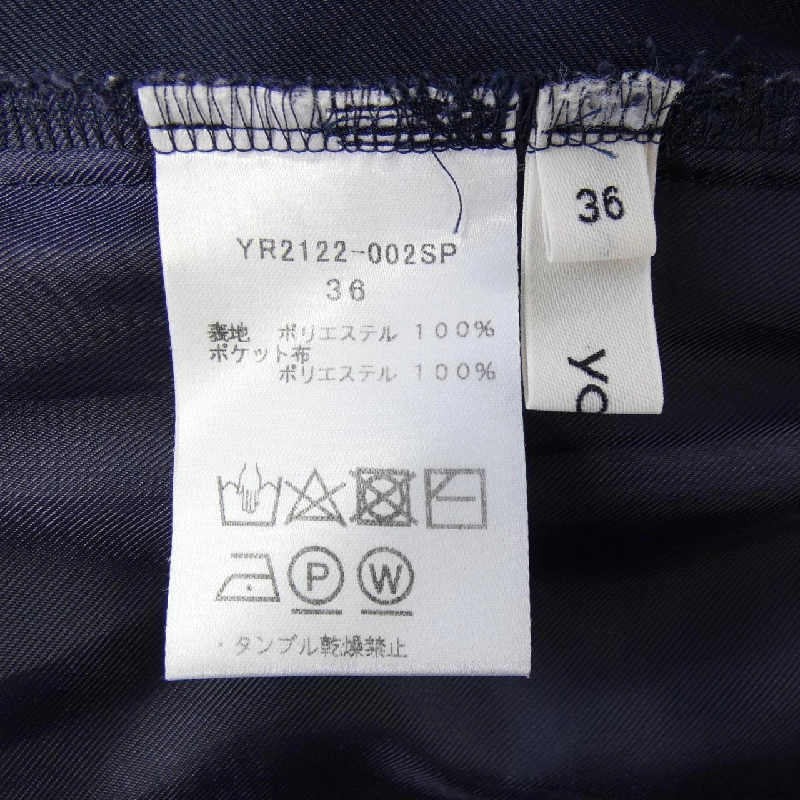 YR2122-002SP
36
表地 ポリエステル 100%
ポケット布
ポリエステル 100%
P W
・タンブル乾燥禁止
36
yo